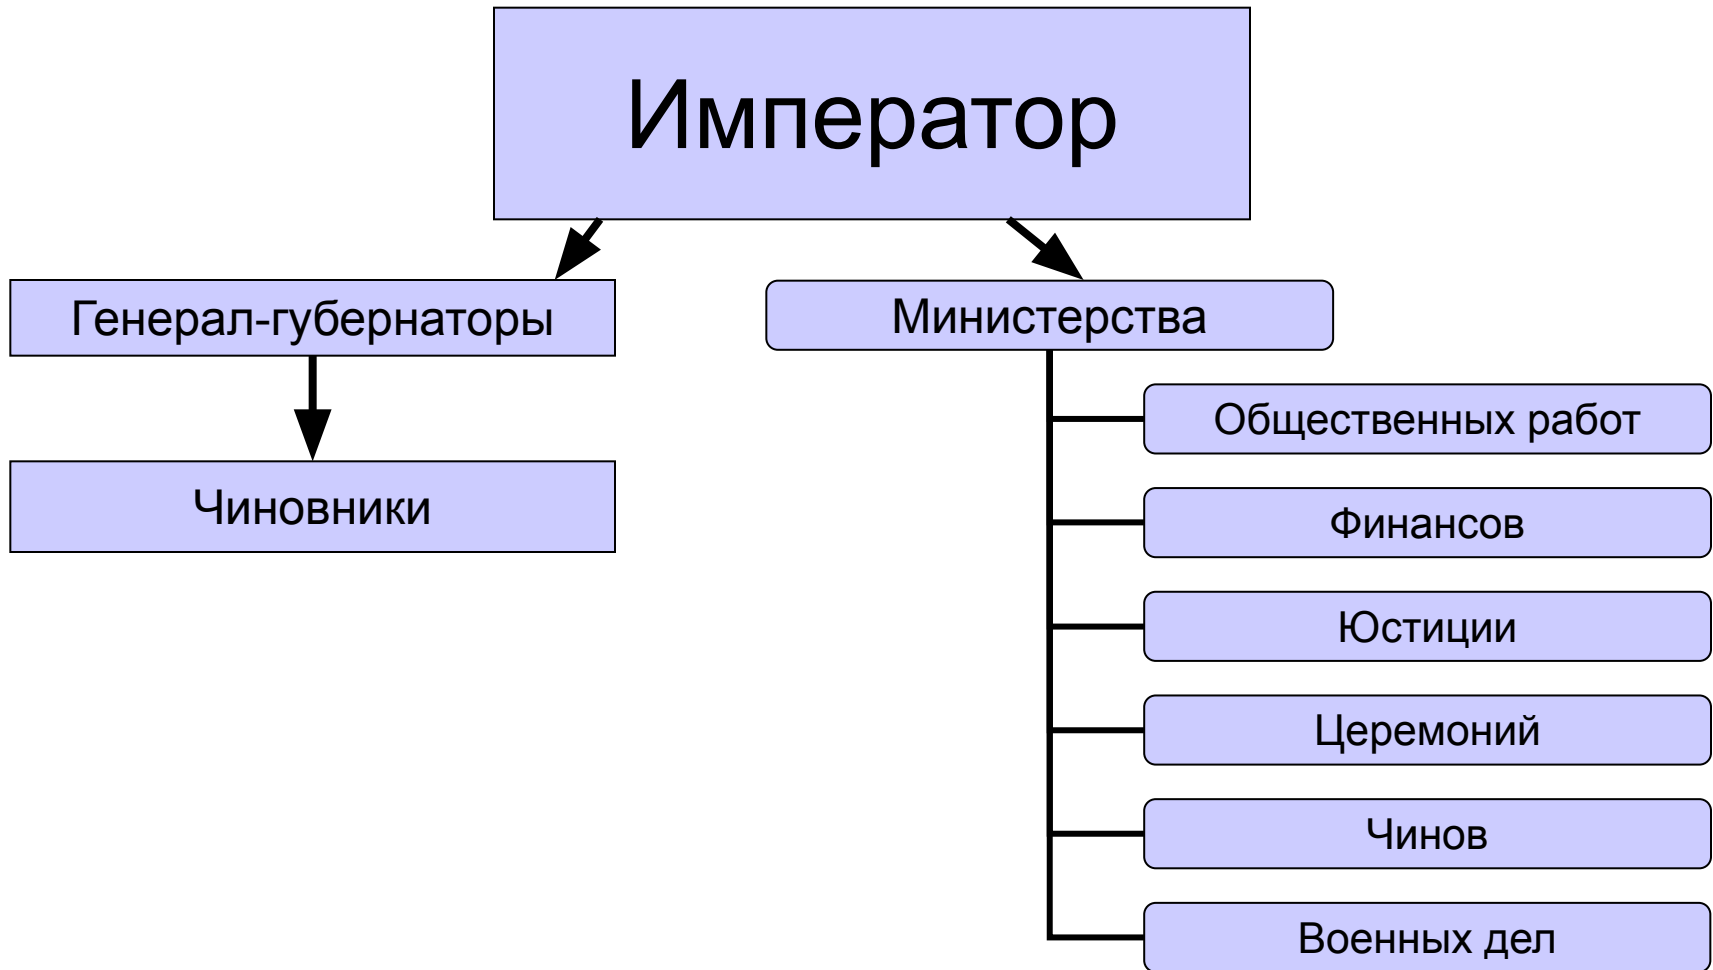 Император
Генерал-губернаторы
Министерства
Чиновники
Общественных работ
Финансов
Юстиции
Церемоний
Чинов
Военных дел